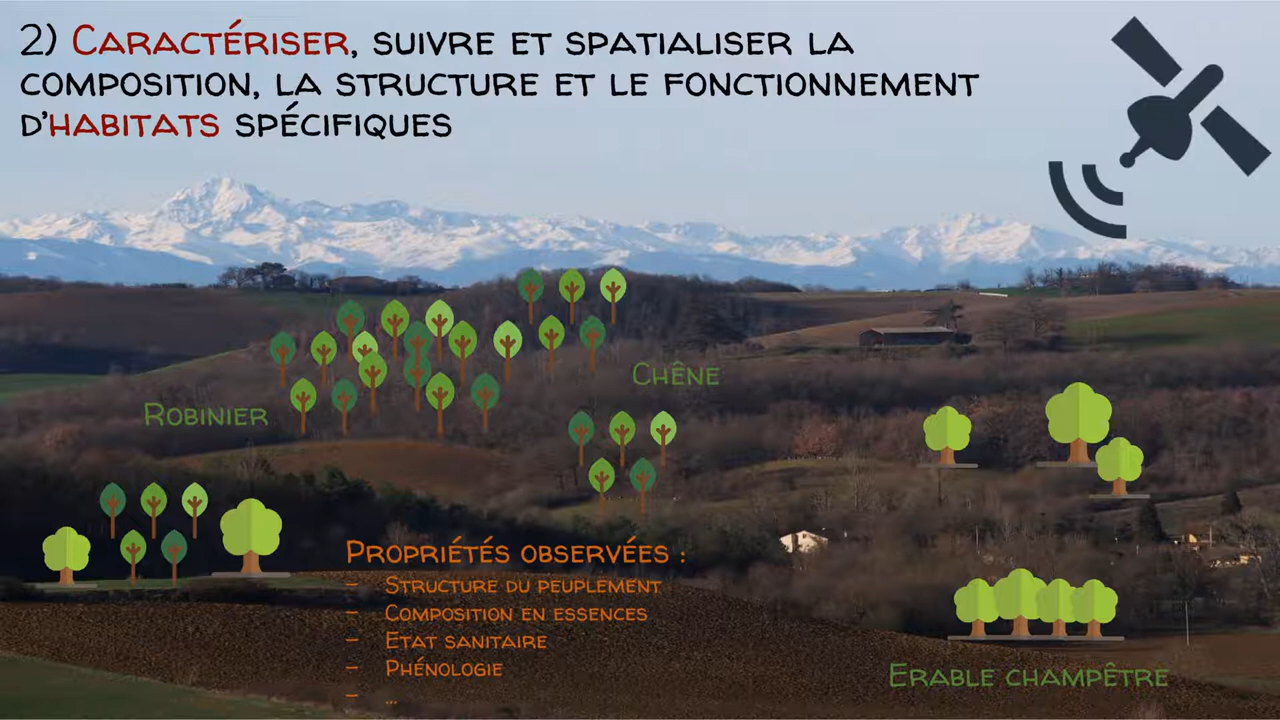 2) Caractériser, suivre et spatialiser la
composition, la structure et le fonctionnement
d'habitats spécifiques
Chêne
Robinier
Propriétés observées :
- Structure du peuplement
- Composition en essences
- Etat sanitaire
- Phénologie
- ...
Erable champêtre